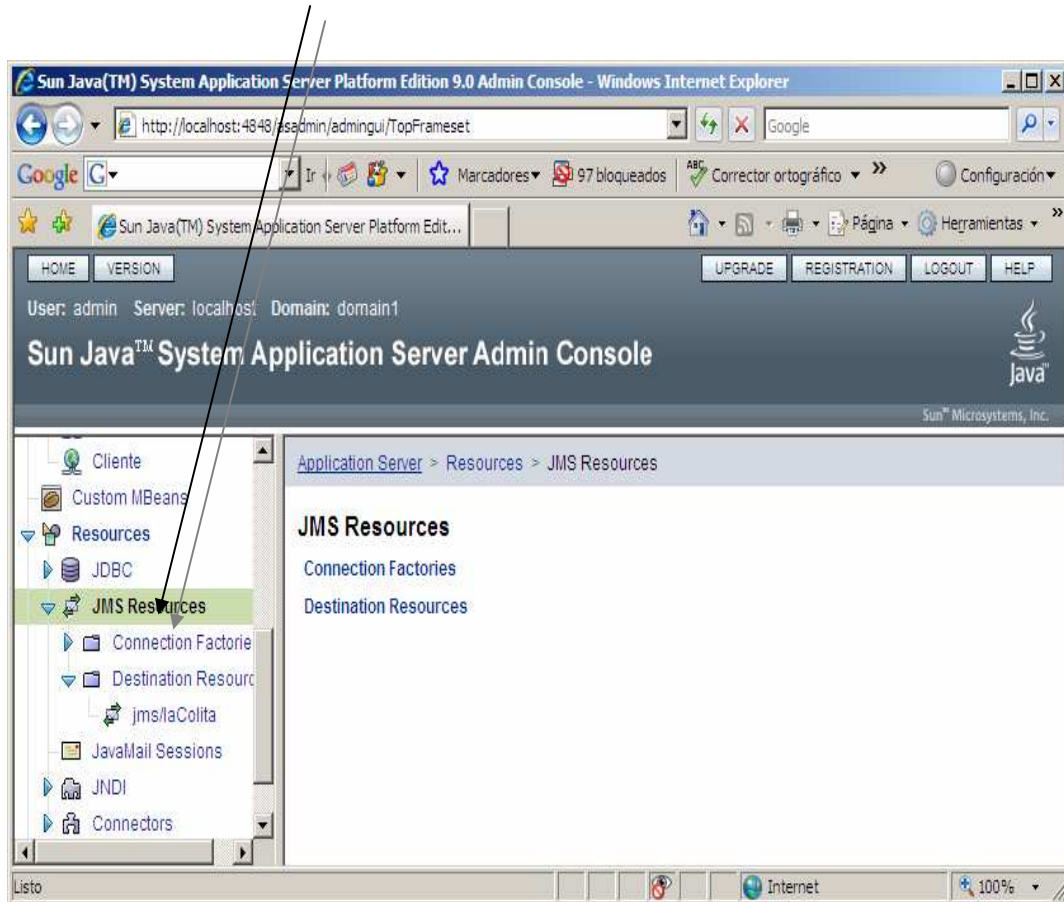 Sun Java(TM) System Application Server Platform Edition 9.0 Admin Console - Windows Internet Explorer
http://localhost:4848/asadmin/admingui/TopFrameset
Google
Google G Ir Marcadores 97 bloqueados ABC Corrector ortográfico » Configuración
Sun Java(TM) System Application Server Platform Edit... Página Herramientas »
HOME VERSION UPGRADE REGISTRATION LOGOUT HELP
User: admin Server: localhost Domain: domain1
Sun Java™ System Application Server Admin Console
Java™
Sun™ Microsystems, Inc.
Cliente
Custom MBeans
Resources
JDBC
JMS Resources
Connection Factorie
Destination Resourc
jms/laColita
JavaMail Sessions
JNDI
Connectors
Application Server > Resources > JMS Resources
JMS Resources
Connection Factories
Destination Resources
Listo Internet 100%